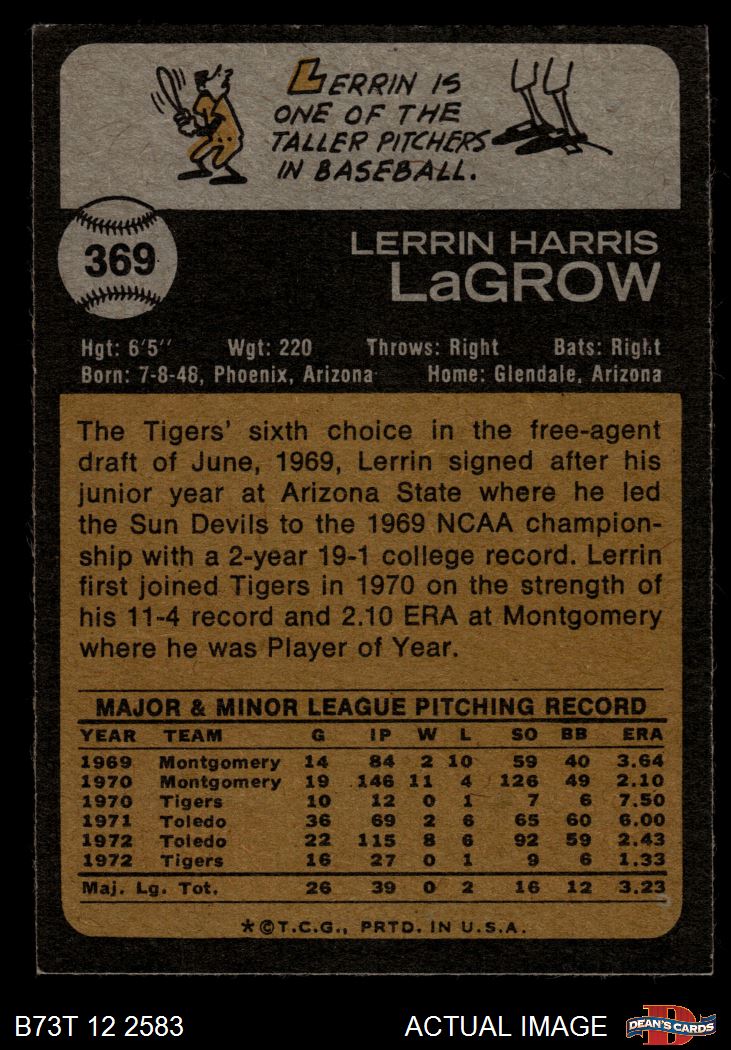 LERRIN IS
ONE OF THE
TALLER PITCHERS
IN BASEBALL.
369
LERRIN HARRIS
LaGROW
Hgt: 6'5'' Wgt: 220 Throws: Right Bats: Right
Born: 7-8-48, Phoenix, Arizona Home: Glendale, Arizona
The Tigers' sixth choice in the free-agent
draft of June, 1969, Lerrin signed after his
junior year at Arizona State where he led
the Sun Devils to the 1969 NCAA champion-
ship with a 2-year 19-1 college record. Lerrin
first joined Tigers in 1970 on the strength of
his 11-4 record and 2.10 ERA at Montgomery
where he was Player of Year.
MAJOR & MINOR LEAGUE PITCHING RECORD
YEAR TEAM G IP W L SO BB ERA
1969 Montgomery 14 84 2 10 59 40 3.64
1970 Montgomery 19 146 11 4 126 49 2.10
1970 Tigers 10 12 0 1 7 6 7.50
1971 Toledo 36 69 2 6 65 60 6.00
1972 Toledo 22 115 8 6 92 59 2.43
1972 Tigers 16 27 0 1 9 6 1.33
Maj. Lg. Tot. 26 39 0 2 16 12 3.23
*©T.C.G., PRTD. IN U.S.A.
B73T 12 2583 ACTUAL IMAGE DEAN'S CARDS